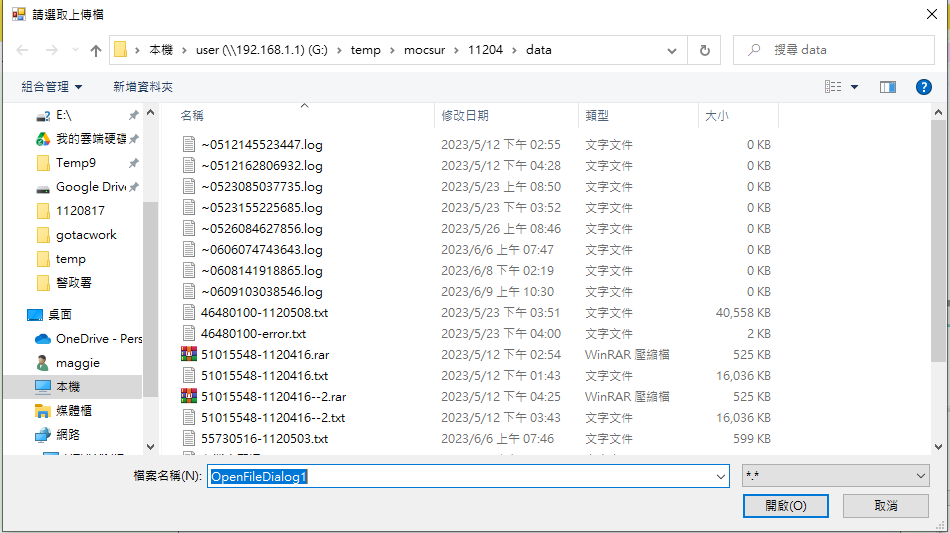 請選取上傳檔
本機 user (\\192.168.1.1) (G:) temp mocsur 11204 data
搜尋 data
組合管理 新增資料夾
E:\
我的雲端硬碟
Temp9
Google Drive
1120817
gotacwork
temp
警政署
桌面
OneDrive - Pers
maggie
本機
媒體櫃
網路
名稱 修改日期 類型 大小
~0512145523447.log 2023/5/12 下午 02:55 文字文件 0 KB
~0512162806932.log 2023/5/12 下午 04:28 文字文件 0 KB
~0523085037735.log 2023/5/23 上午 08:50 文字文件 0 KB
~0523155225685.log 2023/5/23 下午 03:52 文字文件 0 KB
~0526084627856.log 2023/5/26 上午 08:46 文字文件 0 KB
~0606074743643.log 2023/6/6 上午 07:47 文字文件 0 KB
~0608141918865.log 2023/6/8 下午 02:19 文字文件 0 KB
~0609103038546.log 2023/6/9 上午 10:30 文字文件 0 KB
46480100-1120508.txt 2023/5/23 下午 03:51 文字文件 40,558 KB
46480100-error.txt 2023/5/23 下午 04:00 文字文件 2 KB
51015548-1120416.rar 2023/5/12 下午 02:54 WinRAR 壓縮檔 525 KB
51015548-1120416.txt 2023/5/12 下午 01:43 文字文件 16,036 KB
51015548-1120416--2.rar 2023/5/12 下午 04:25 WinRAR 壓縮檔 525 KB
51015548-1120416--2.txt 2023/5/12 下午 03:43 文字文件 16,036 KB
55730516-1120503.txt 2023/6/6 上午 07:46 文字文件 599 KB
檔案名稱(N): OpenFileDialog1 *.*
開啟(O) 取消